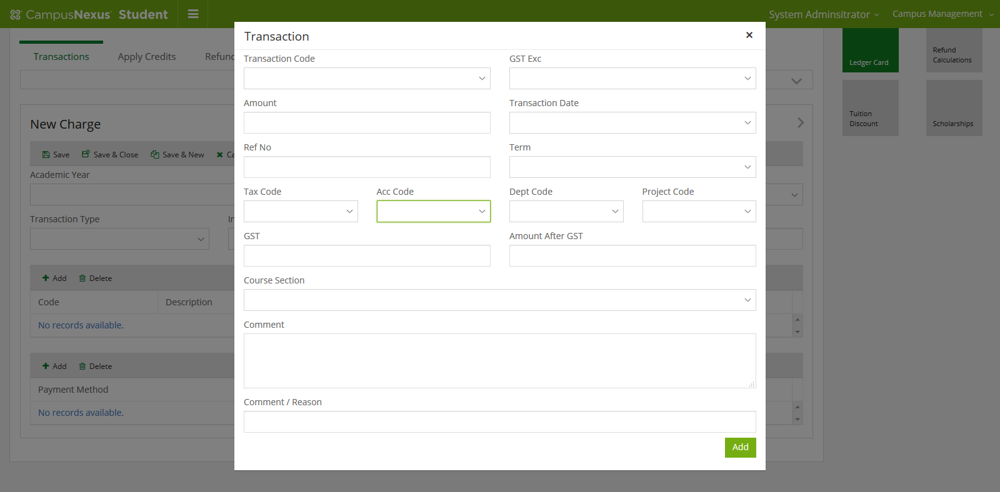 CampusNexus Student
System Adminsitrator
Campus Management
Transactions
Apply Credits
Ledger Card
Refund
Calculations
Tuition
Discount
Scholarships
New Charge
Save
Save & Close
Save & New
Academic Year
Transaction Type
Add
Delete
Code
Description
No records available.
Add
Delete
Payment Method
No records available.
Transaction
Transaction Code
GST Exc
Amount
Transaction Date
Ref No
Term
Tax Code
Acc Code
Dept Code
Project Code
GST
Amount After GST
Course Section
Comment
Comment / Reason
Add